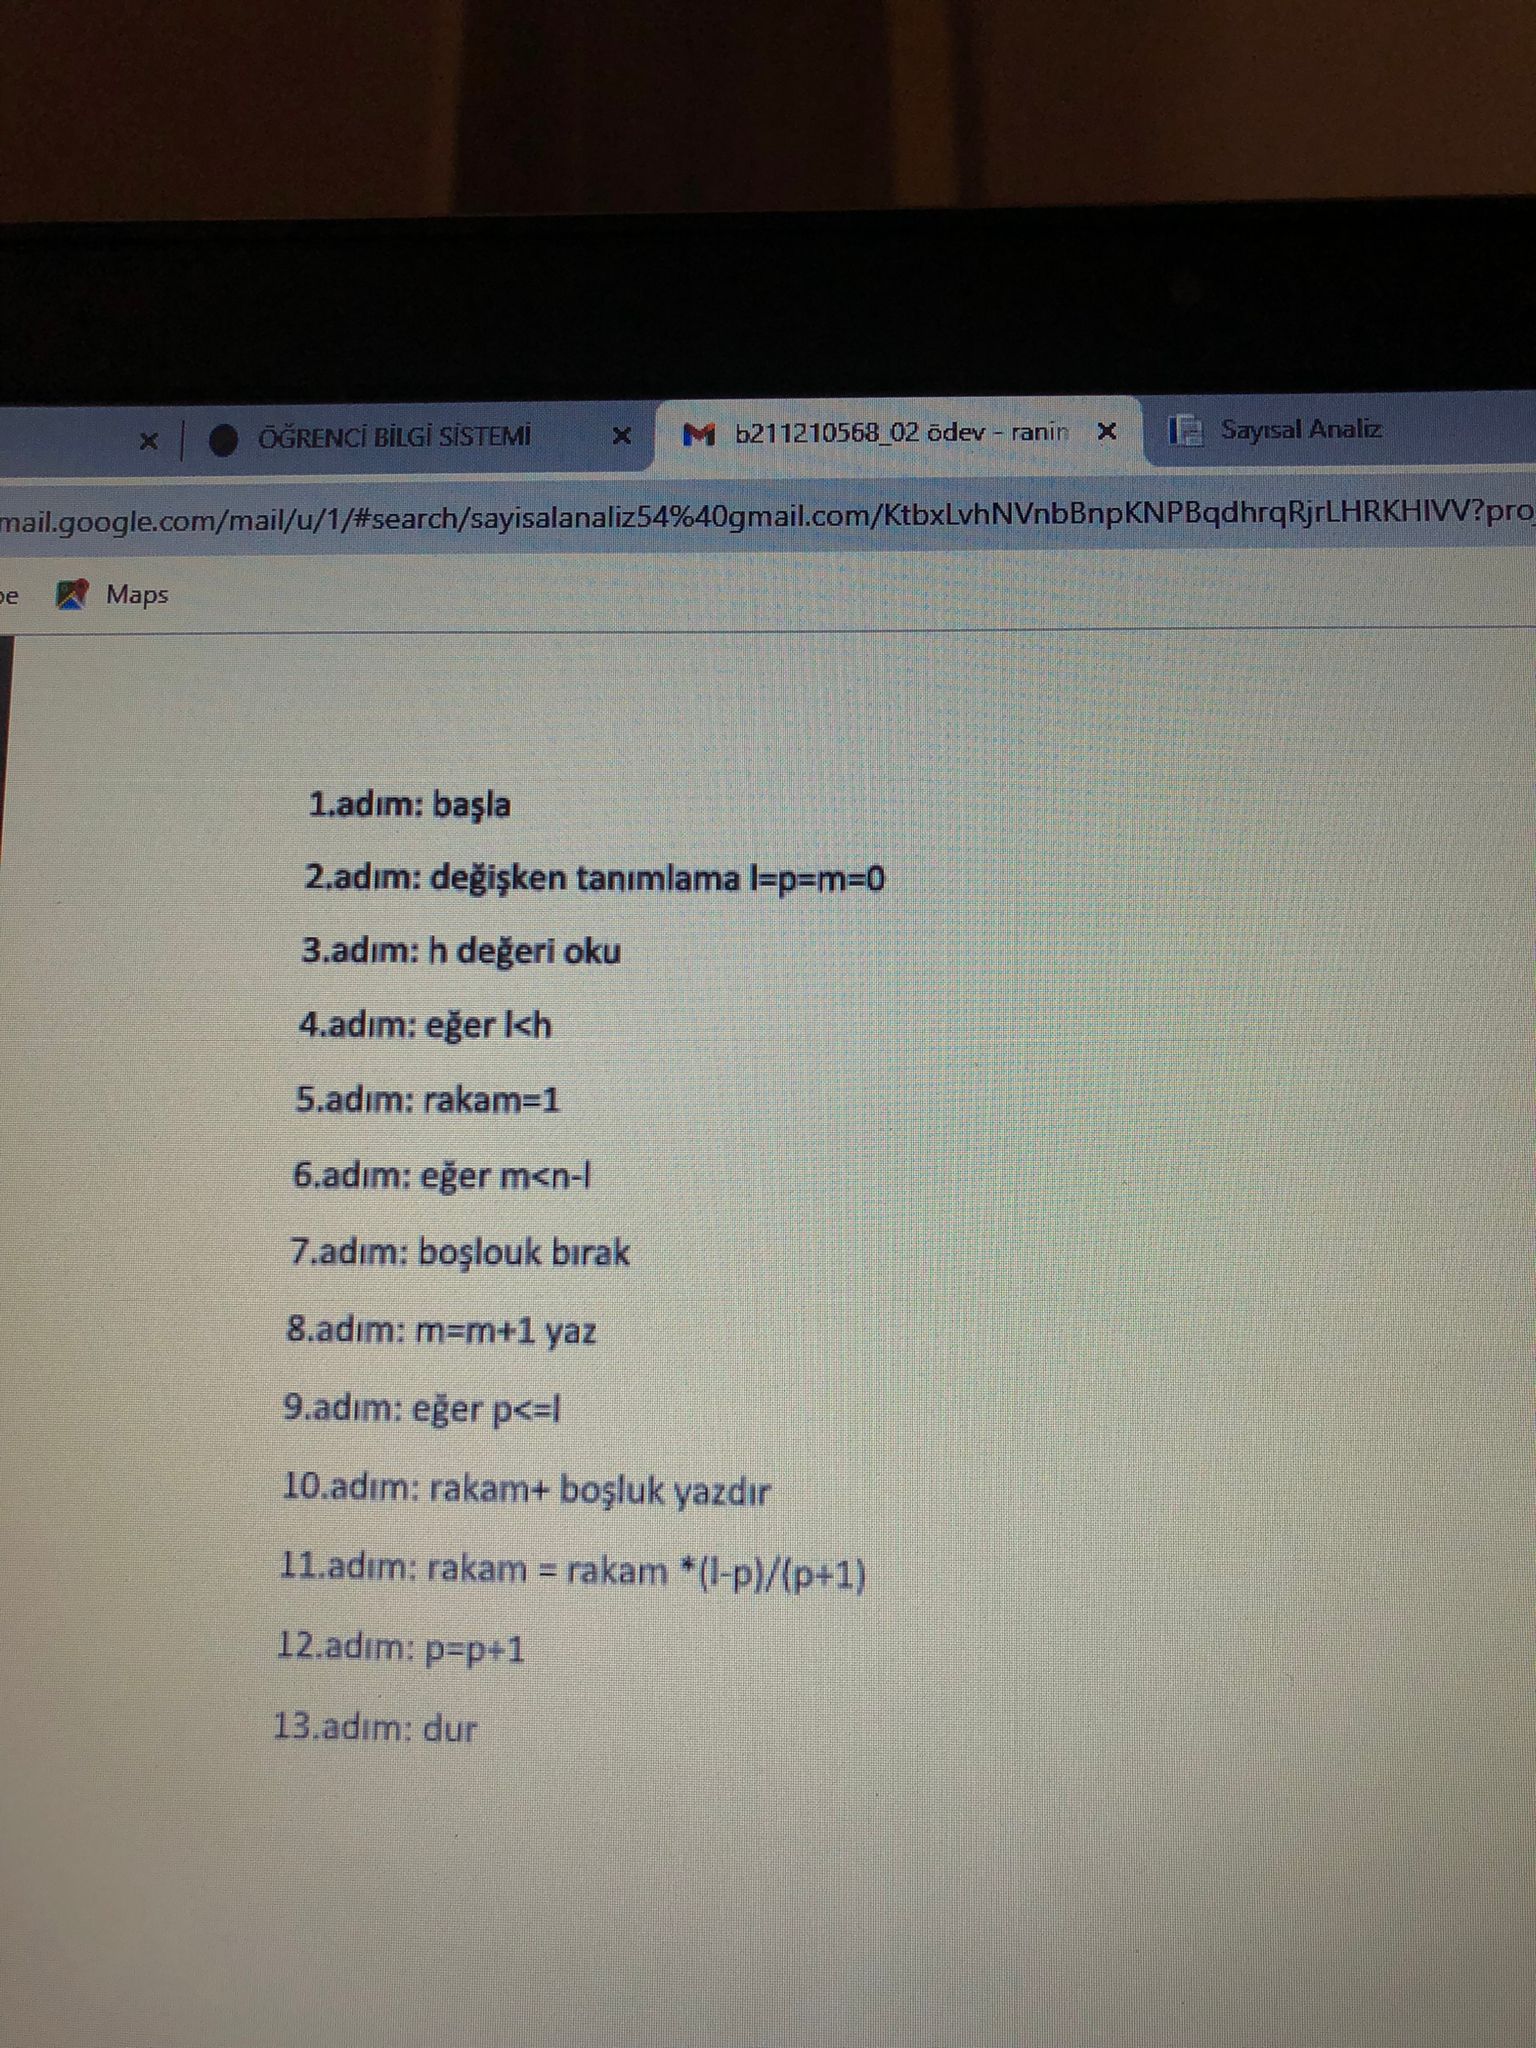 ÖĞRENCİ BİLGİ SİSTEMİ
b211210568_02 ödev - ranin
Sayısal Analiz
mail.google.com/mail/u/1/#search/sayisalanaliz54%40gmail.com/KtbxLvhNVnbBnpKNPBqdhrqRjrLHRKHIVV?pro
be Maps
1.adım: başla
2.adım: değişken tanımlama l=p=m=0
3.adım: h değeri oku
4.adım: eğer l<h
5.adım: rakam=1
6.adım: eğer m<n-l
7.adım: boşlouk bırak
8.adım: m=m+1 yaz
9.adım: eğer p<=l
10.adım: rakam+ boşluk yazdır
11.adım: rakam = rakam *(l-p)/(p+1)
12.adım: p=p+1
13.adım: dur